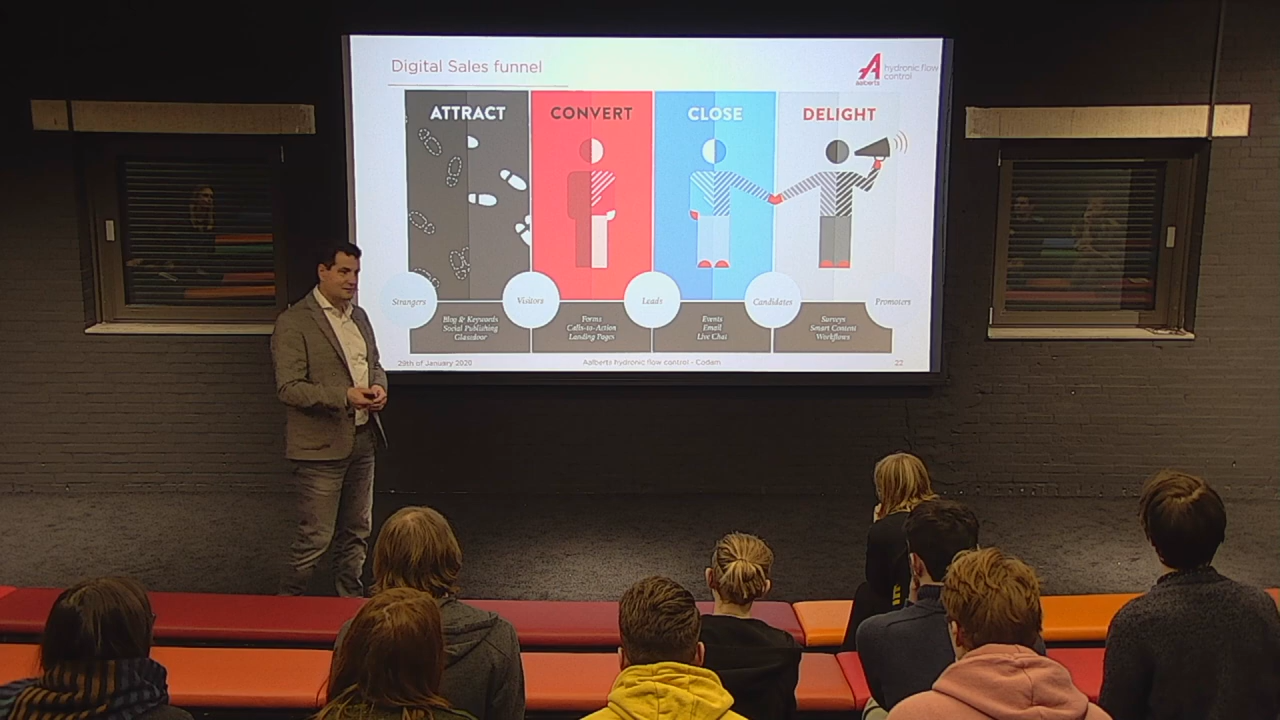 Digital Sales funnel
aalberts
hydronic flow
control
ATTRACT
CONVERT
CLOSE
DELIGHT
Strangers
Visitors
Leads
Candidates
Promoters
Blog & Keywords
Social Publishing
Glassdoor
Forms
Calls-to-Action
Landing Pages
Events
Email
Live Chat
Surveys
Smart Content
Workflows
29th of January 2020
Aalberts hydronic flow control - Codam
22